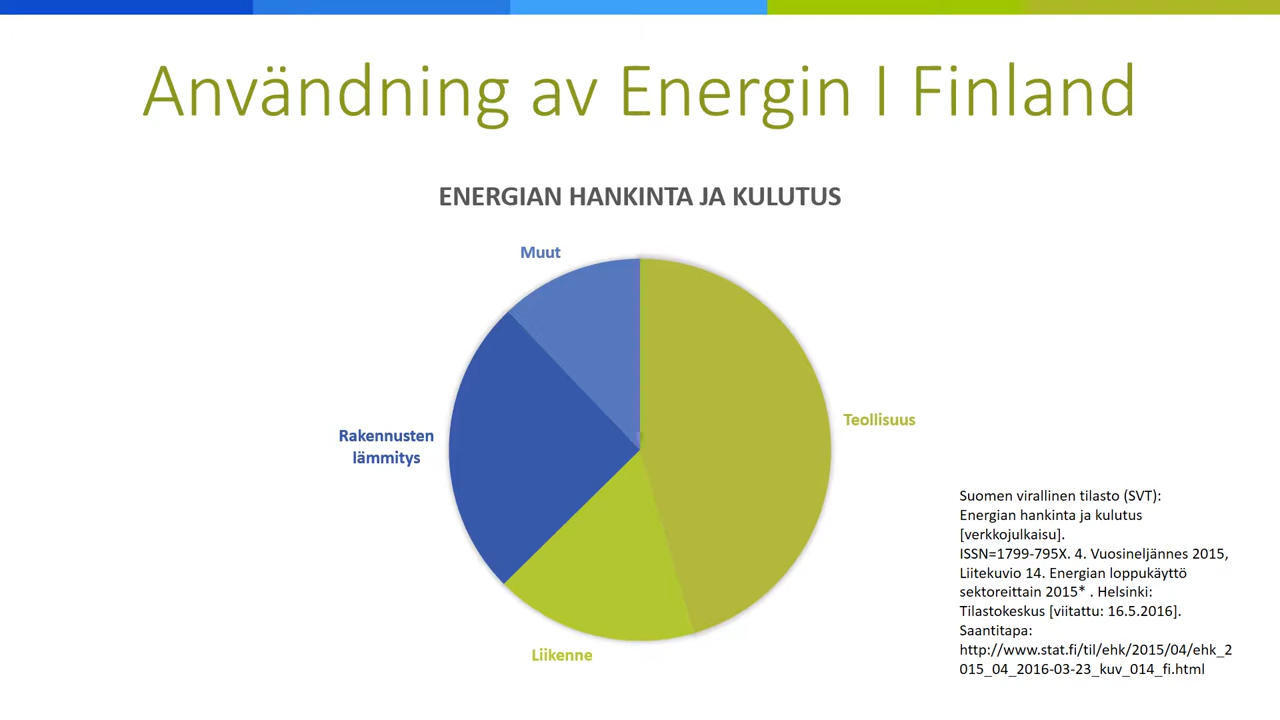 Användning av Energin I Finland
ENERGIAN HANKINTA JA KULUTUS
Muut
Teollisuus
Rakennusten
lämmitys
Liikenne
Suomen virallinen tilasto (SVT):
Energian hankinta ja kulutus
[verkkojulkaisu].
ISSN=1799-795X. 4. Vuosineljännes 2015,
Liitekuvio 14. Energian loppukäyttö
sektoreittain 2015* . Helsinki:
Tilastokeskus [viitattu: 16.5.2016].
Saantitapa:
http://www.stat.fi/til/ehk/2015/04/ehk_2
015_04_2016-03-23_kuv_014_fi.html